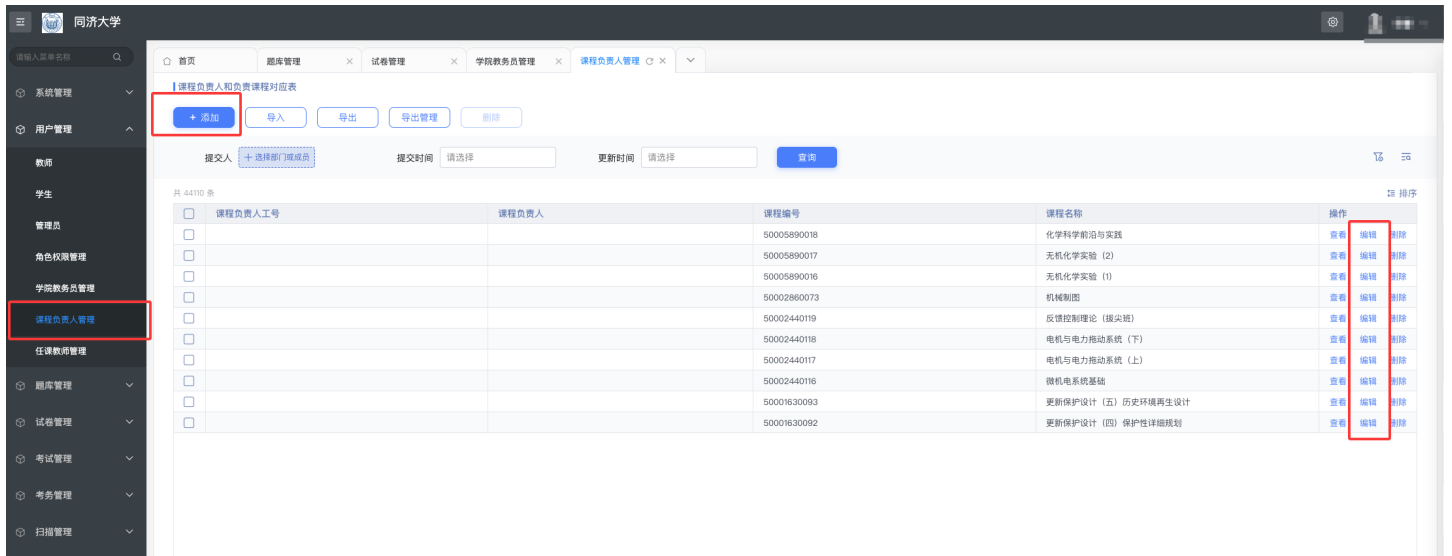 同济大学
请输入菜单名称
首页 题库管理 试卷管理 学院教务员管理 课程负责人管理
系统管理
用户管理
教师
学生
管理员
角色权限管理
学院教务员管理
课程负责人管理
任课教师管理
题库管理
试卷管理
考试管理
考务管理
扫描管理
课程负责人和负责课程对应表
+ 添加 导入 导出 导出管理 删除
提交人 + 选择部门或成员 提交时间 请选择 更新时间 请选择 查询
共 44110 条 排序
课程负责人工号 课程负责人 课程编号 课程名称 操作
50005890018 化学科学前沿与实践 查看 编辑 删除
50005890017 无机化学实验(2) 查看 编辑 删除
50005890016 无机化学实验(1) 查看 编辑 删除
50002860073 机械制图 查看 编辑 删除
50002440119 反馈控制理论(拔尖班) 查看 编辑 删除
50002440118 电机与电力拖动系统(下) 查看 编辑 删除
50002440117 电机与电力拖动系统(上) 查看 编辑 删除
50002440116 微机电系统基础 查看 编辑 删除
50001630093 更新保护设计(五)历史环境再生设计 查看 编辑 删除
50001630092 更新保护设计(四)保护性详细规划 查看 编辑 删除